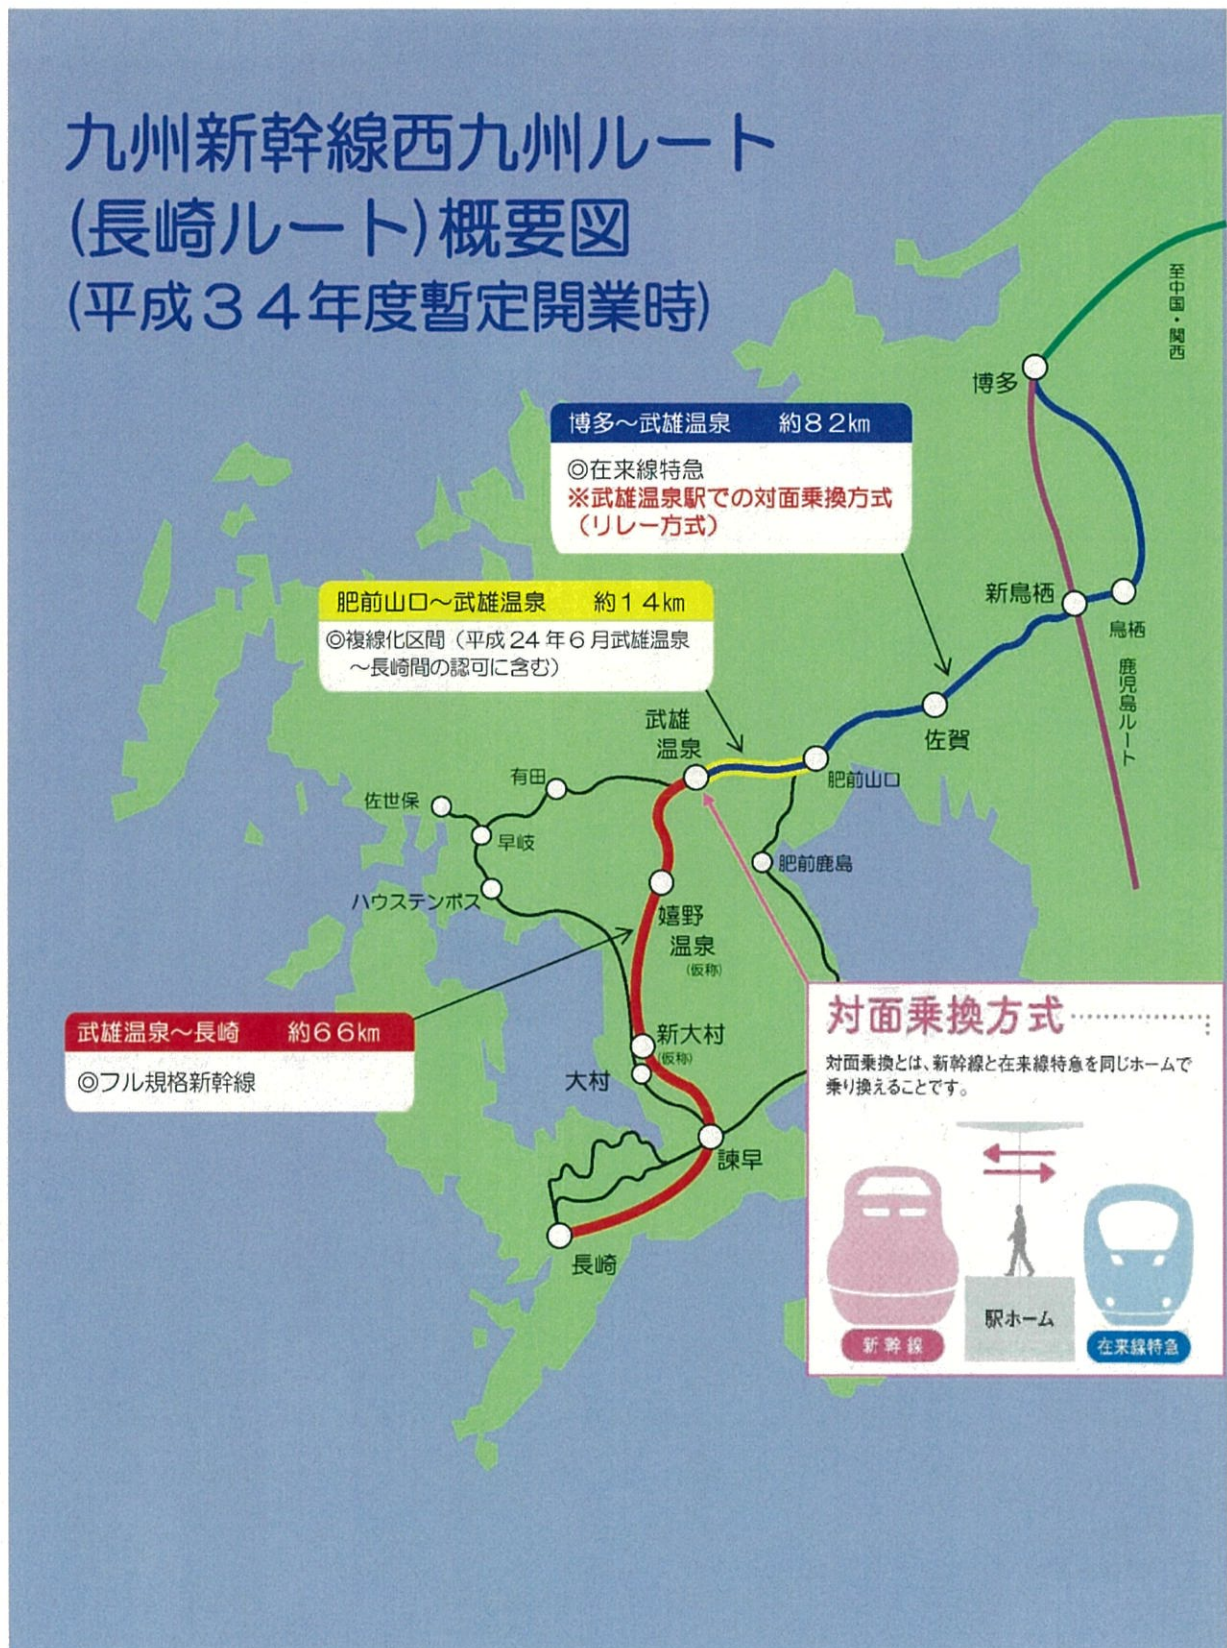 九州新幹線西九州ルート
(長崎ルート)概要図
(平成34年度暫定開業時)
至中国・関西
博多
博多～武雄温泉 約82km
◎在来線特急
※武雄温泉駅での対面乗換方式
（リレー方式）
新鳥栖
鳥栖
鹿児島ルート
肥前山口～武雄温泉 約14km
◎複線化区間（平成24年6月武雄温泉
～長崎間の認可に含む）
佐賀
武雄
温泉
肥前山口
有田
佐世保
早岐
肥前鹿島
ハウステンボス
嬉野
温泉
(仮称)
武雄温泉～長崎 約66km
◎フル規格新幹線
新大村
(仮称)
大村
諫早
長崎
対面乗換方式
対面乗換とは、新幹線と在来線特急を同じホームで
乗り換えることです。
駅ホーム
新幹線
在来線特急